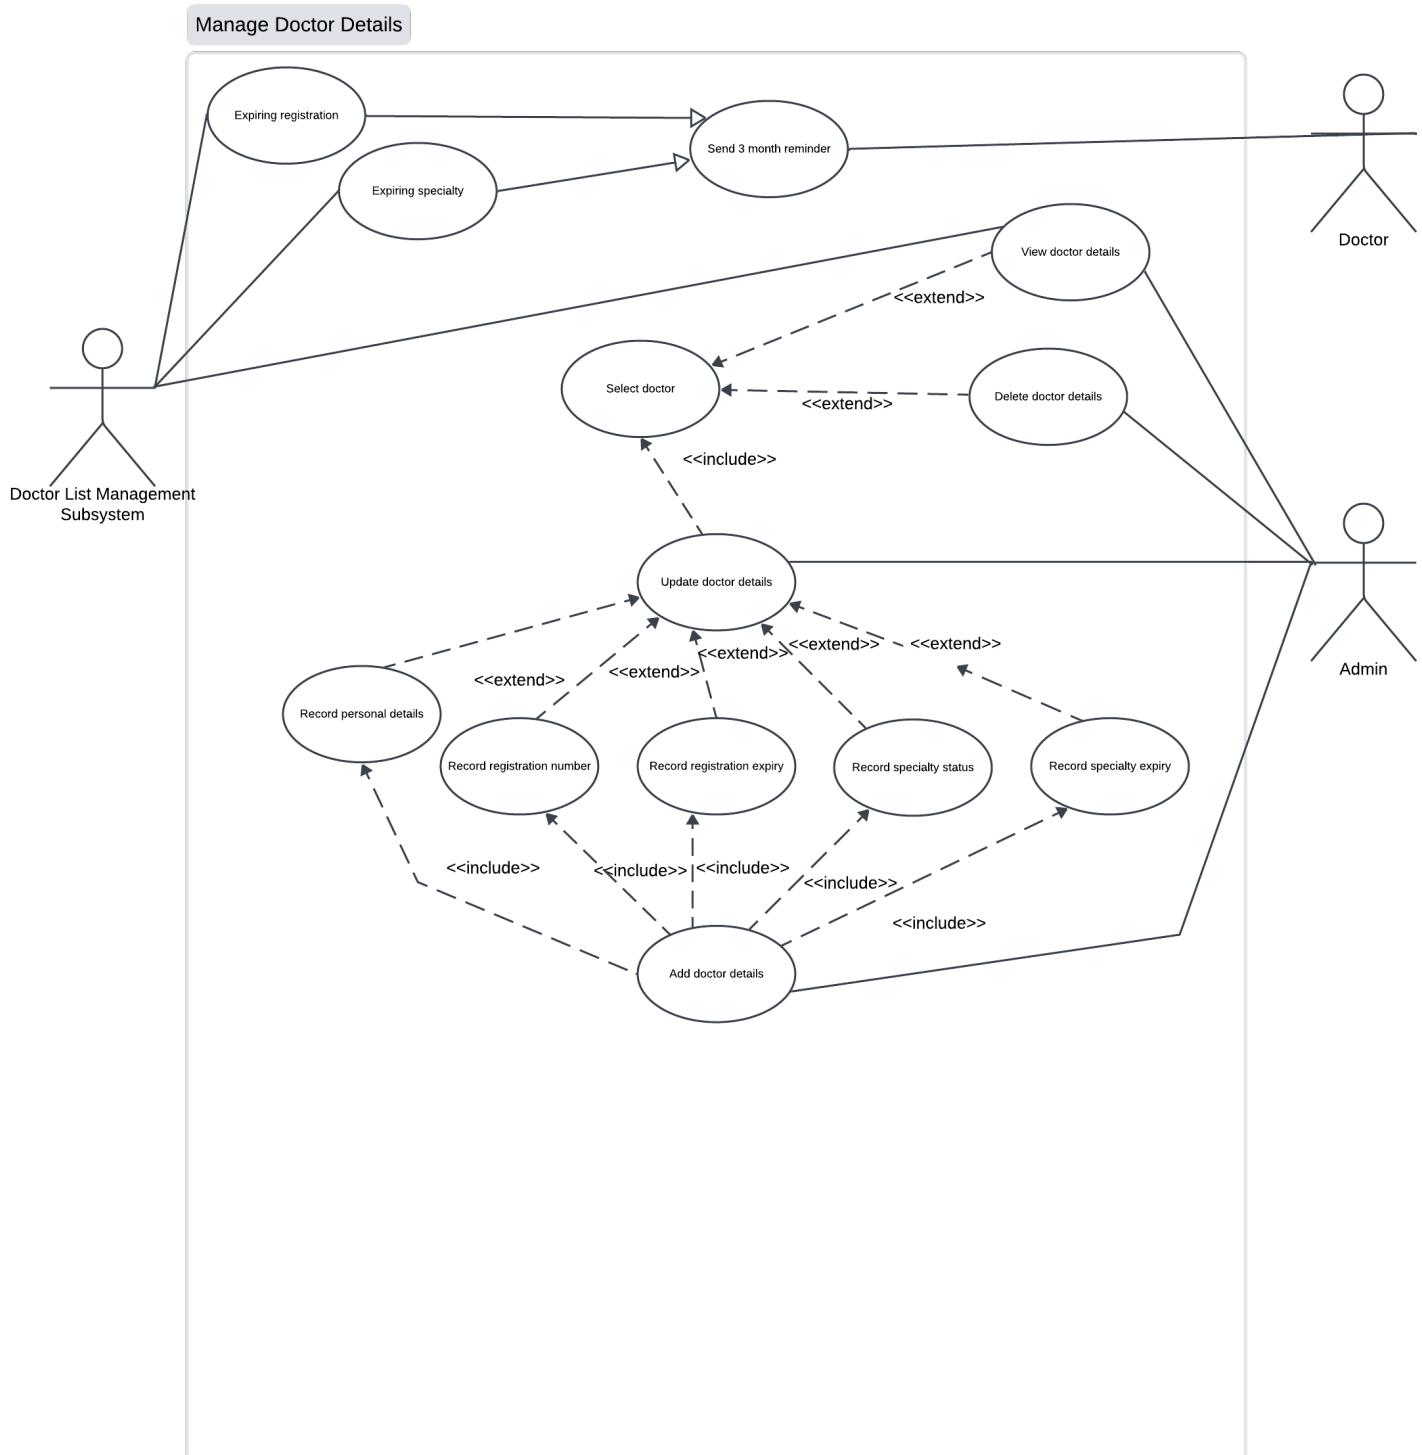 Manage Doctor Details
Expiring registration
Send 3 month reminder
Expiring specialty
Doctor
View doctor details
<<extend>>
Select doctor
Delete doctor details
<<extend>>
<<include>>
Doctor List Management
Subsystem
Update doctor details
<<extend>>
<<extend>>
<<extend>>
<<extend>>
<<extend>>
Admin
Record personal details
Record registration number
Record registration expiry
Record specialty status
Record specialty expiry
<<include>>
<<include>>
<<include>>
<<include>>
<<include>>
Add doctor details